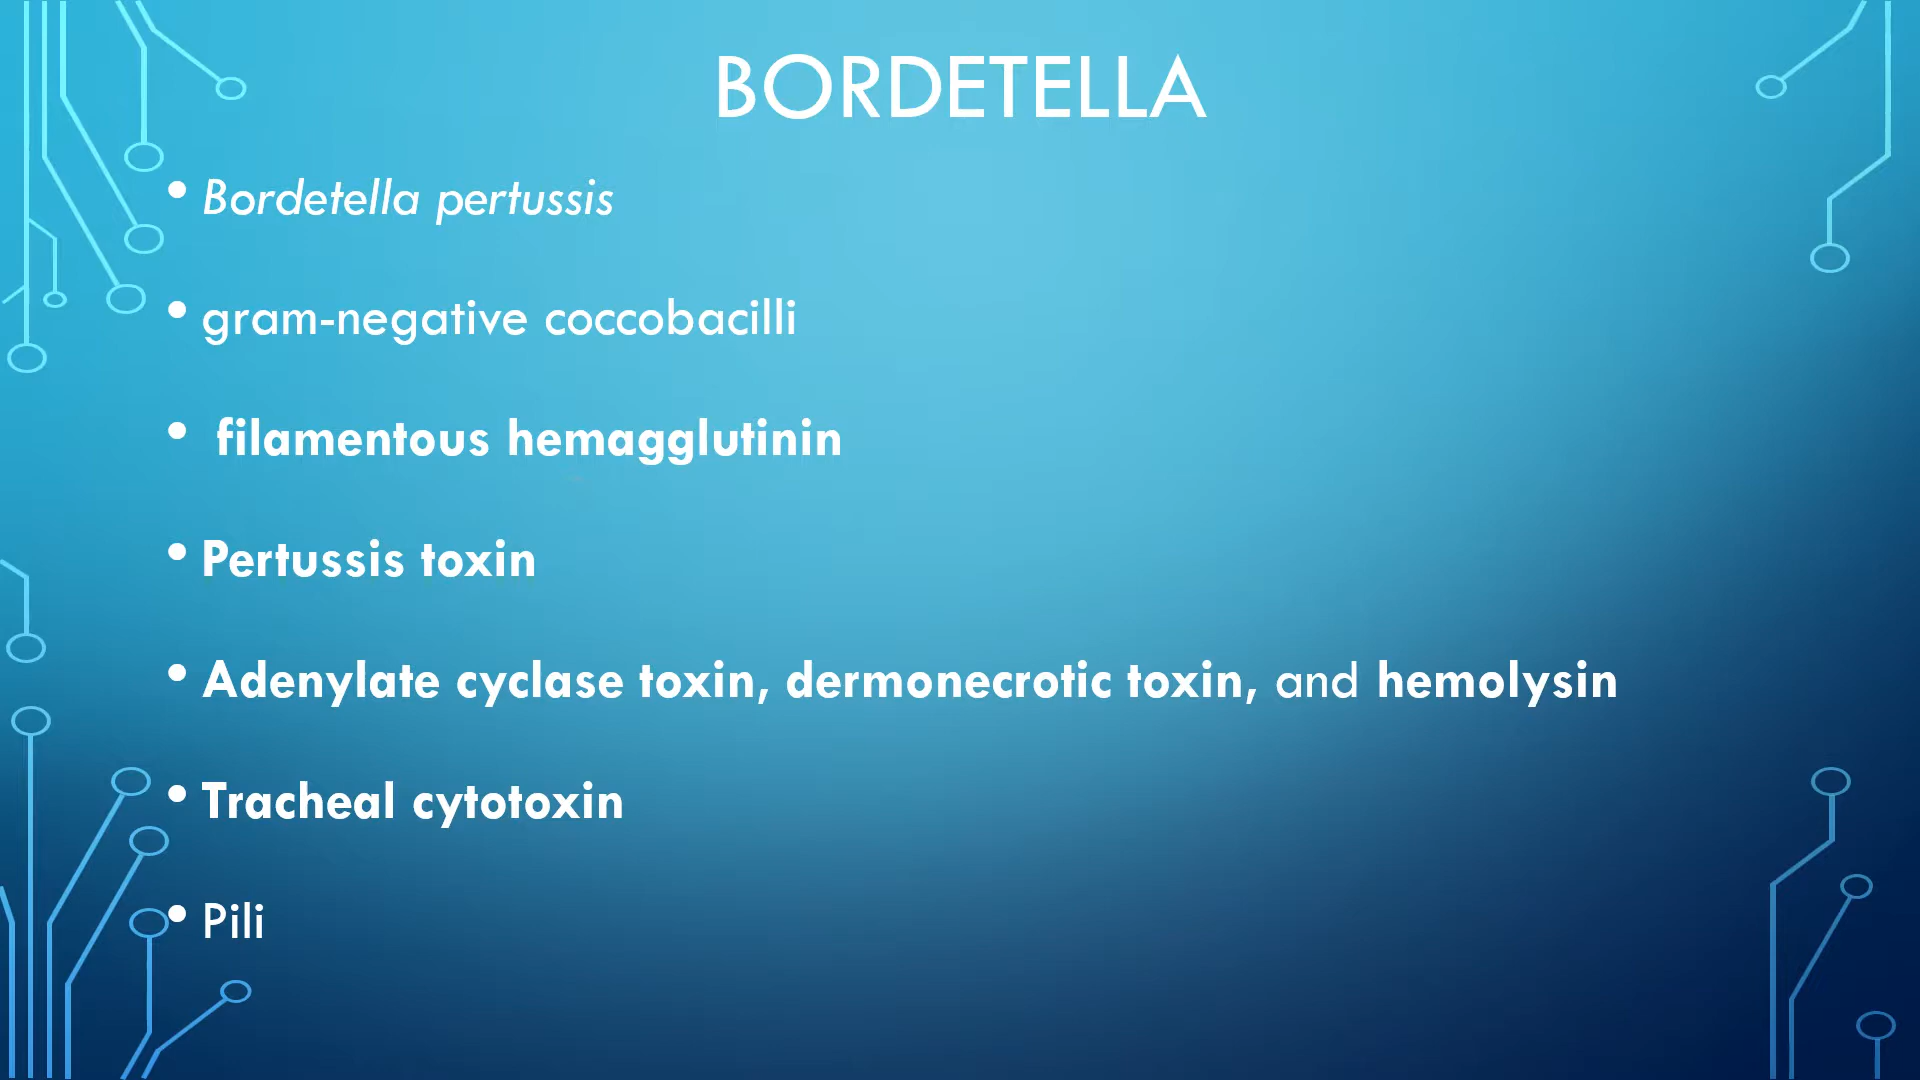 BORDETELLA
• Bordetella pertussis
• gram-negative coccobacilli
• filamentous hemagglutinin
• Pertussis toxin
• Adenylate cyclase toxin, dermonecrotic toxin, and hemolysin
• Tracheal cytotoxin
• Pili